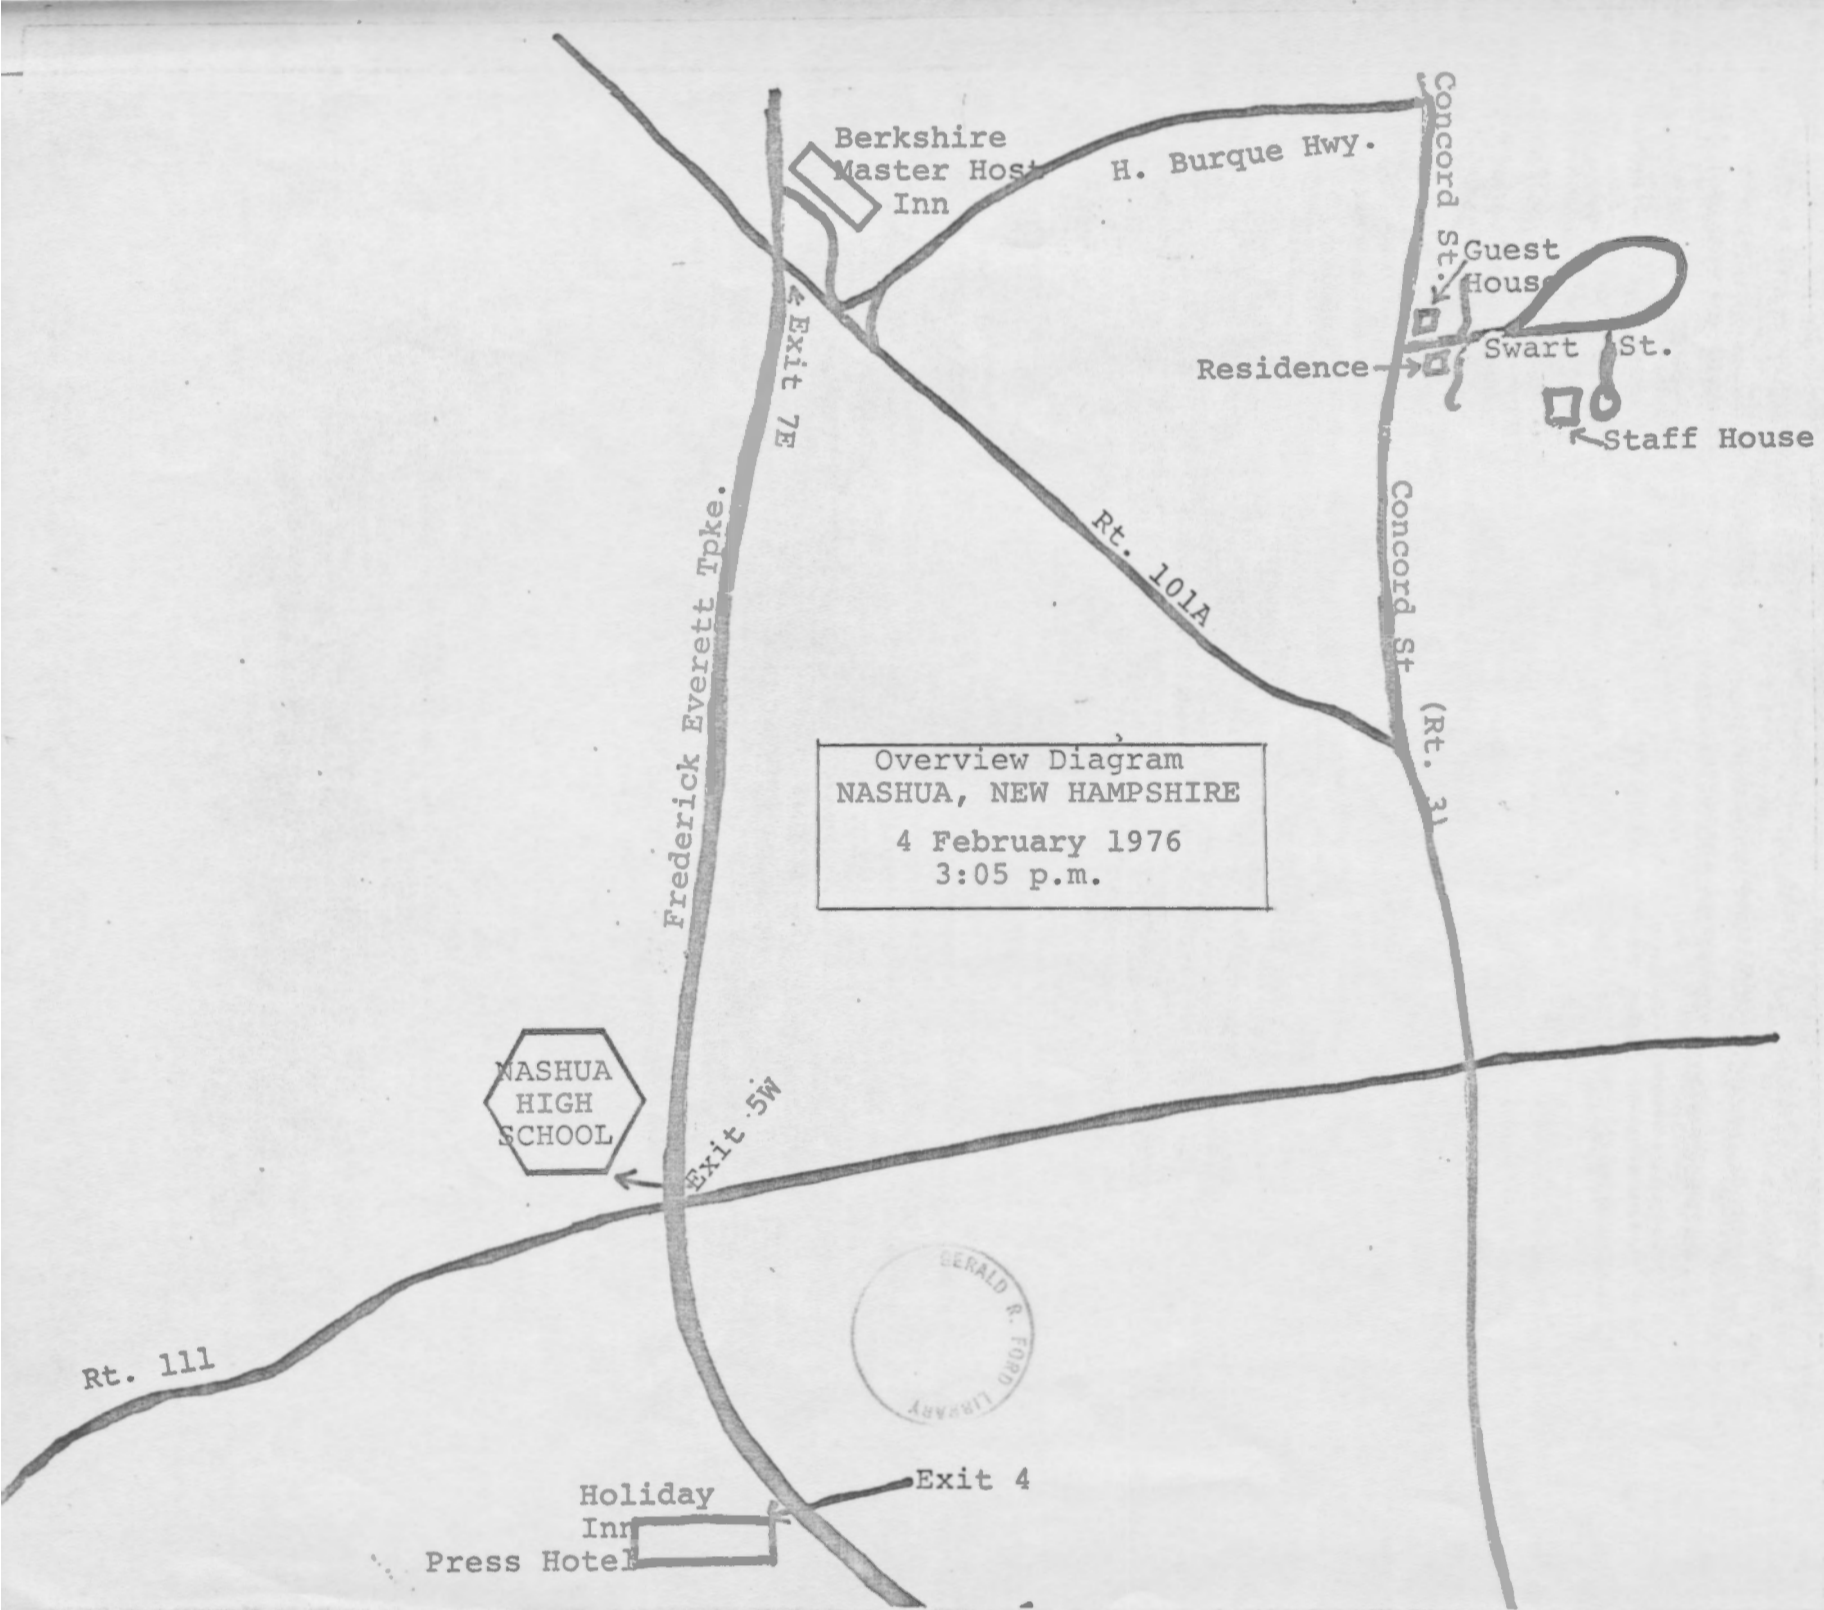 Berkshire
Master Host
Inn
H. Burque Hwy.
Concord St.
Guest
House
Swart St.
Residence
Staff House
Exit 7E
Frederick Everett Tpke.
Rt. 101A
Concord St (Rt. 3)
Overview Diagram
NASHUA, NEW HAMPSHIRE
4 February 1976
3:05 p.m.
NASHUA
HIGH
SCHOOL
Exit 5W
GERALD R. FORD LIBRARY
Rt. 111
Exit 4
Holiday
Inn
Press Hotel